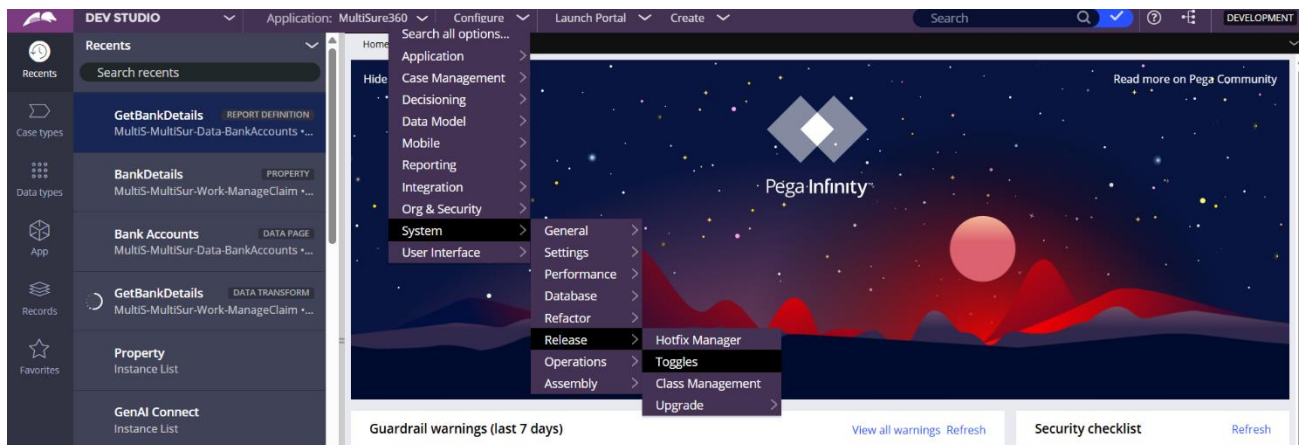 DEV STUDIO
Application: MultiSure360
Configure
Launch Portal
Create
Search
DEVELOPMENT
Recents
Case types
Data types
App
Records
Favorites
Recents
Search recents
GetBankDetails REPORT DEFINITION
MultiS-MultiSur-Data-BankAccounts •...
BankDetails PROPERTY
MultiS-MultiSur-Work-ManageClaim •...
Bank Accounts DATA PAGE
MultiS-MultiSur-Data-BankAccounts •...
GetBankDetails DATA TRANSFORM
MultiS-MultiSur-Work-ManageClaim •...
Property
Instance List
GenAI Connect
Instance List
Home
Hide
Search all options...
Application
Case Management
Decisioning
Data Model
Mobile
Reporting
Integration
Org & Security
System
User Interface
General
Settings
Performance
Database
Refactor
Release
Operations
Assembly
Hotfix Manager
Toggles
Class Management
Upgrade
Read more on Pega Community
Pega Infinity
Guardrail warnings (last 7 days)
View all warnings Refresh
Security checklist
Refresh